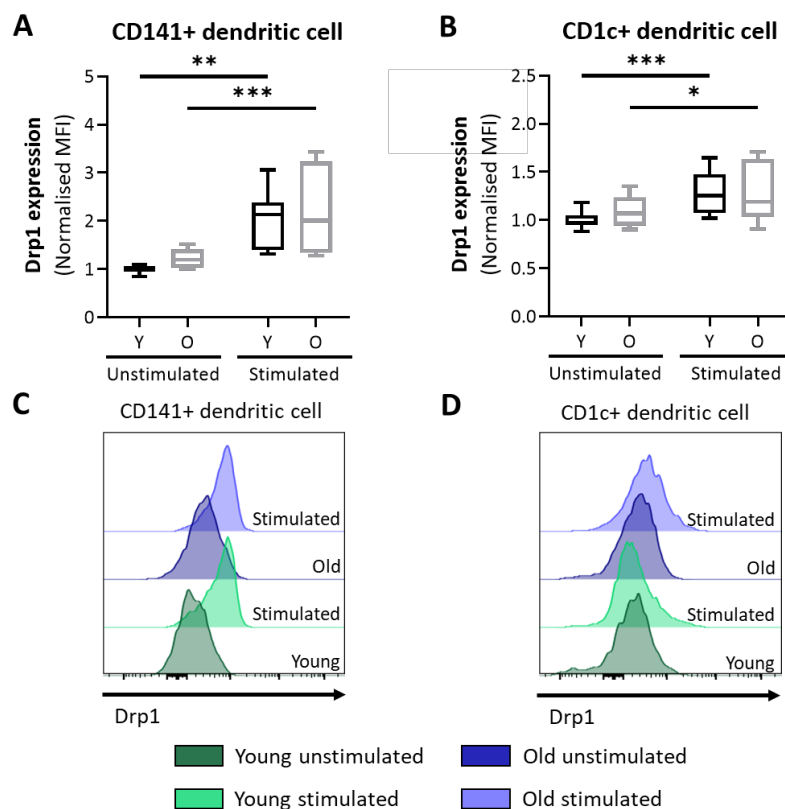 A
CD141+ dendritic cell
**
***
Drp1 expression
(Normalised MFI)
5
4
3
2
1
0
Y
O
Y
O
Unstimulated
Stimulated
B
CD1c+ dendritic cell
***
*
Drp1 expression
(Normalised MFI)
2.5
2.0
1.5
1.0
0.5
0.0
Y
O
Y
O
Unstimulated
Stimulated
C
CD141+ dendritic cell
Stimulated
Old
Stimulated
Young
Drp1
D
CD1c+ dendritic cell
Stimulated
Old
Stimulated
Young
Drp1
Young unstimulated
Old unstimulated
Young stimulated
Old stimulated